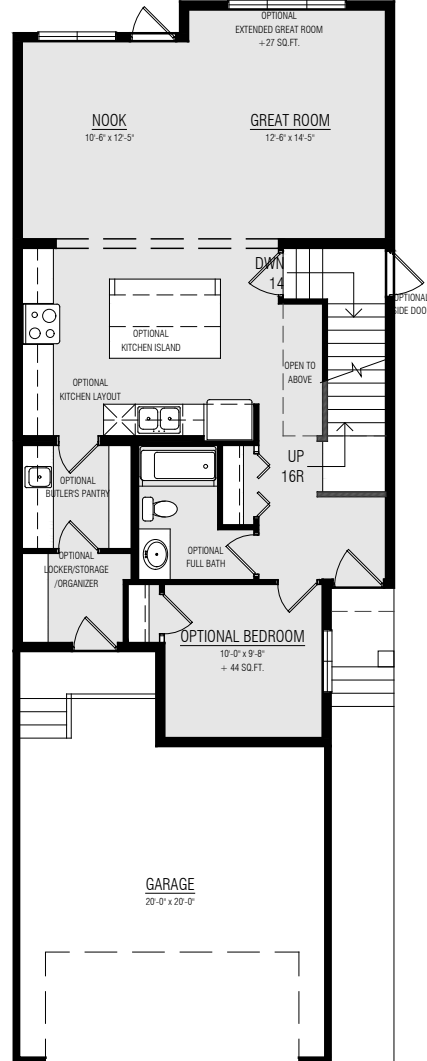 OPTIONAL
EXTENDED GREAT ROOM
+27 SQ.FT.
NOOK
10'-6" x 12'-5"
GREAT ROOM
12'-6" x 14'-5"
DWN
14
OPTIONAL
SIDE DOO
OPTIONAL
KITCHEN ISLAND
OPEN TO
ABOVE
OPTIONAL
KITCHEN LAYOUT
UP
16R
OPTIONAL
BUTLER'S PANTRY
OPTIONAL
FULL BATH
OPTIONAL
LOCKER/STORAGE
/ORGANIZER
OPTIONAL BEDROOM
10'-0" x 9'-8"
+ 44 SQ.FT.
GARAGE
20'-0" x 20'-0"